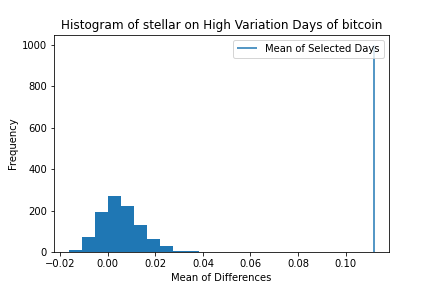 Histogram of stellar on High Variation Days of bitcoin
Mean of Selected Days
1000
800
600
400
200
0
Frequency
−0.02 0.00 0.02 0.04 0.06 0.08 0.10
Mean of Differences